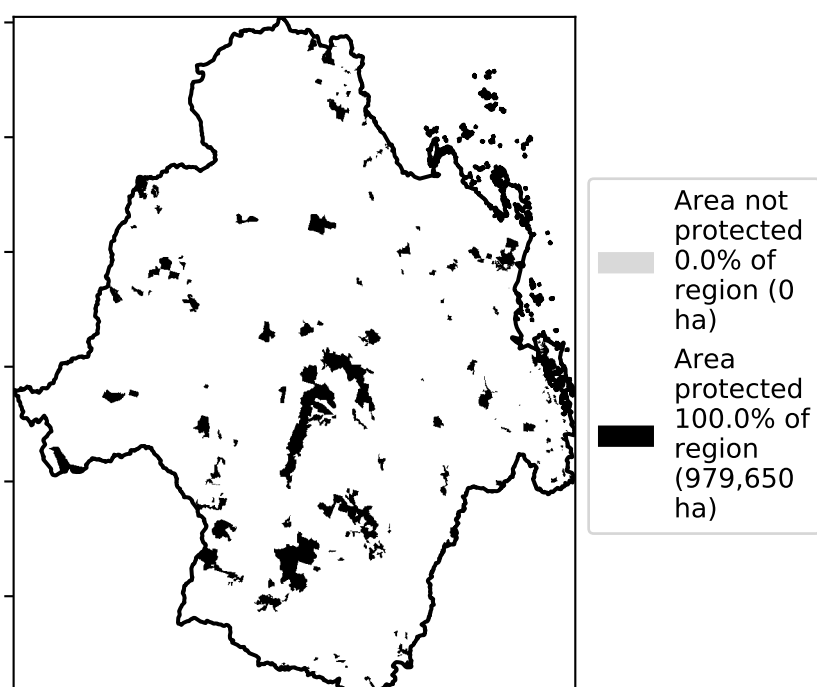 Area not
protected
0.0% of
region (0
ha)
Area
protected
100.0% of
region
(979,650
ha)